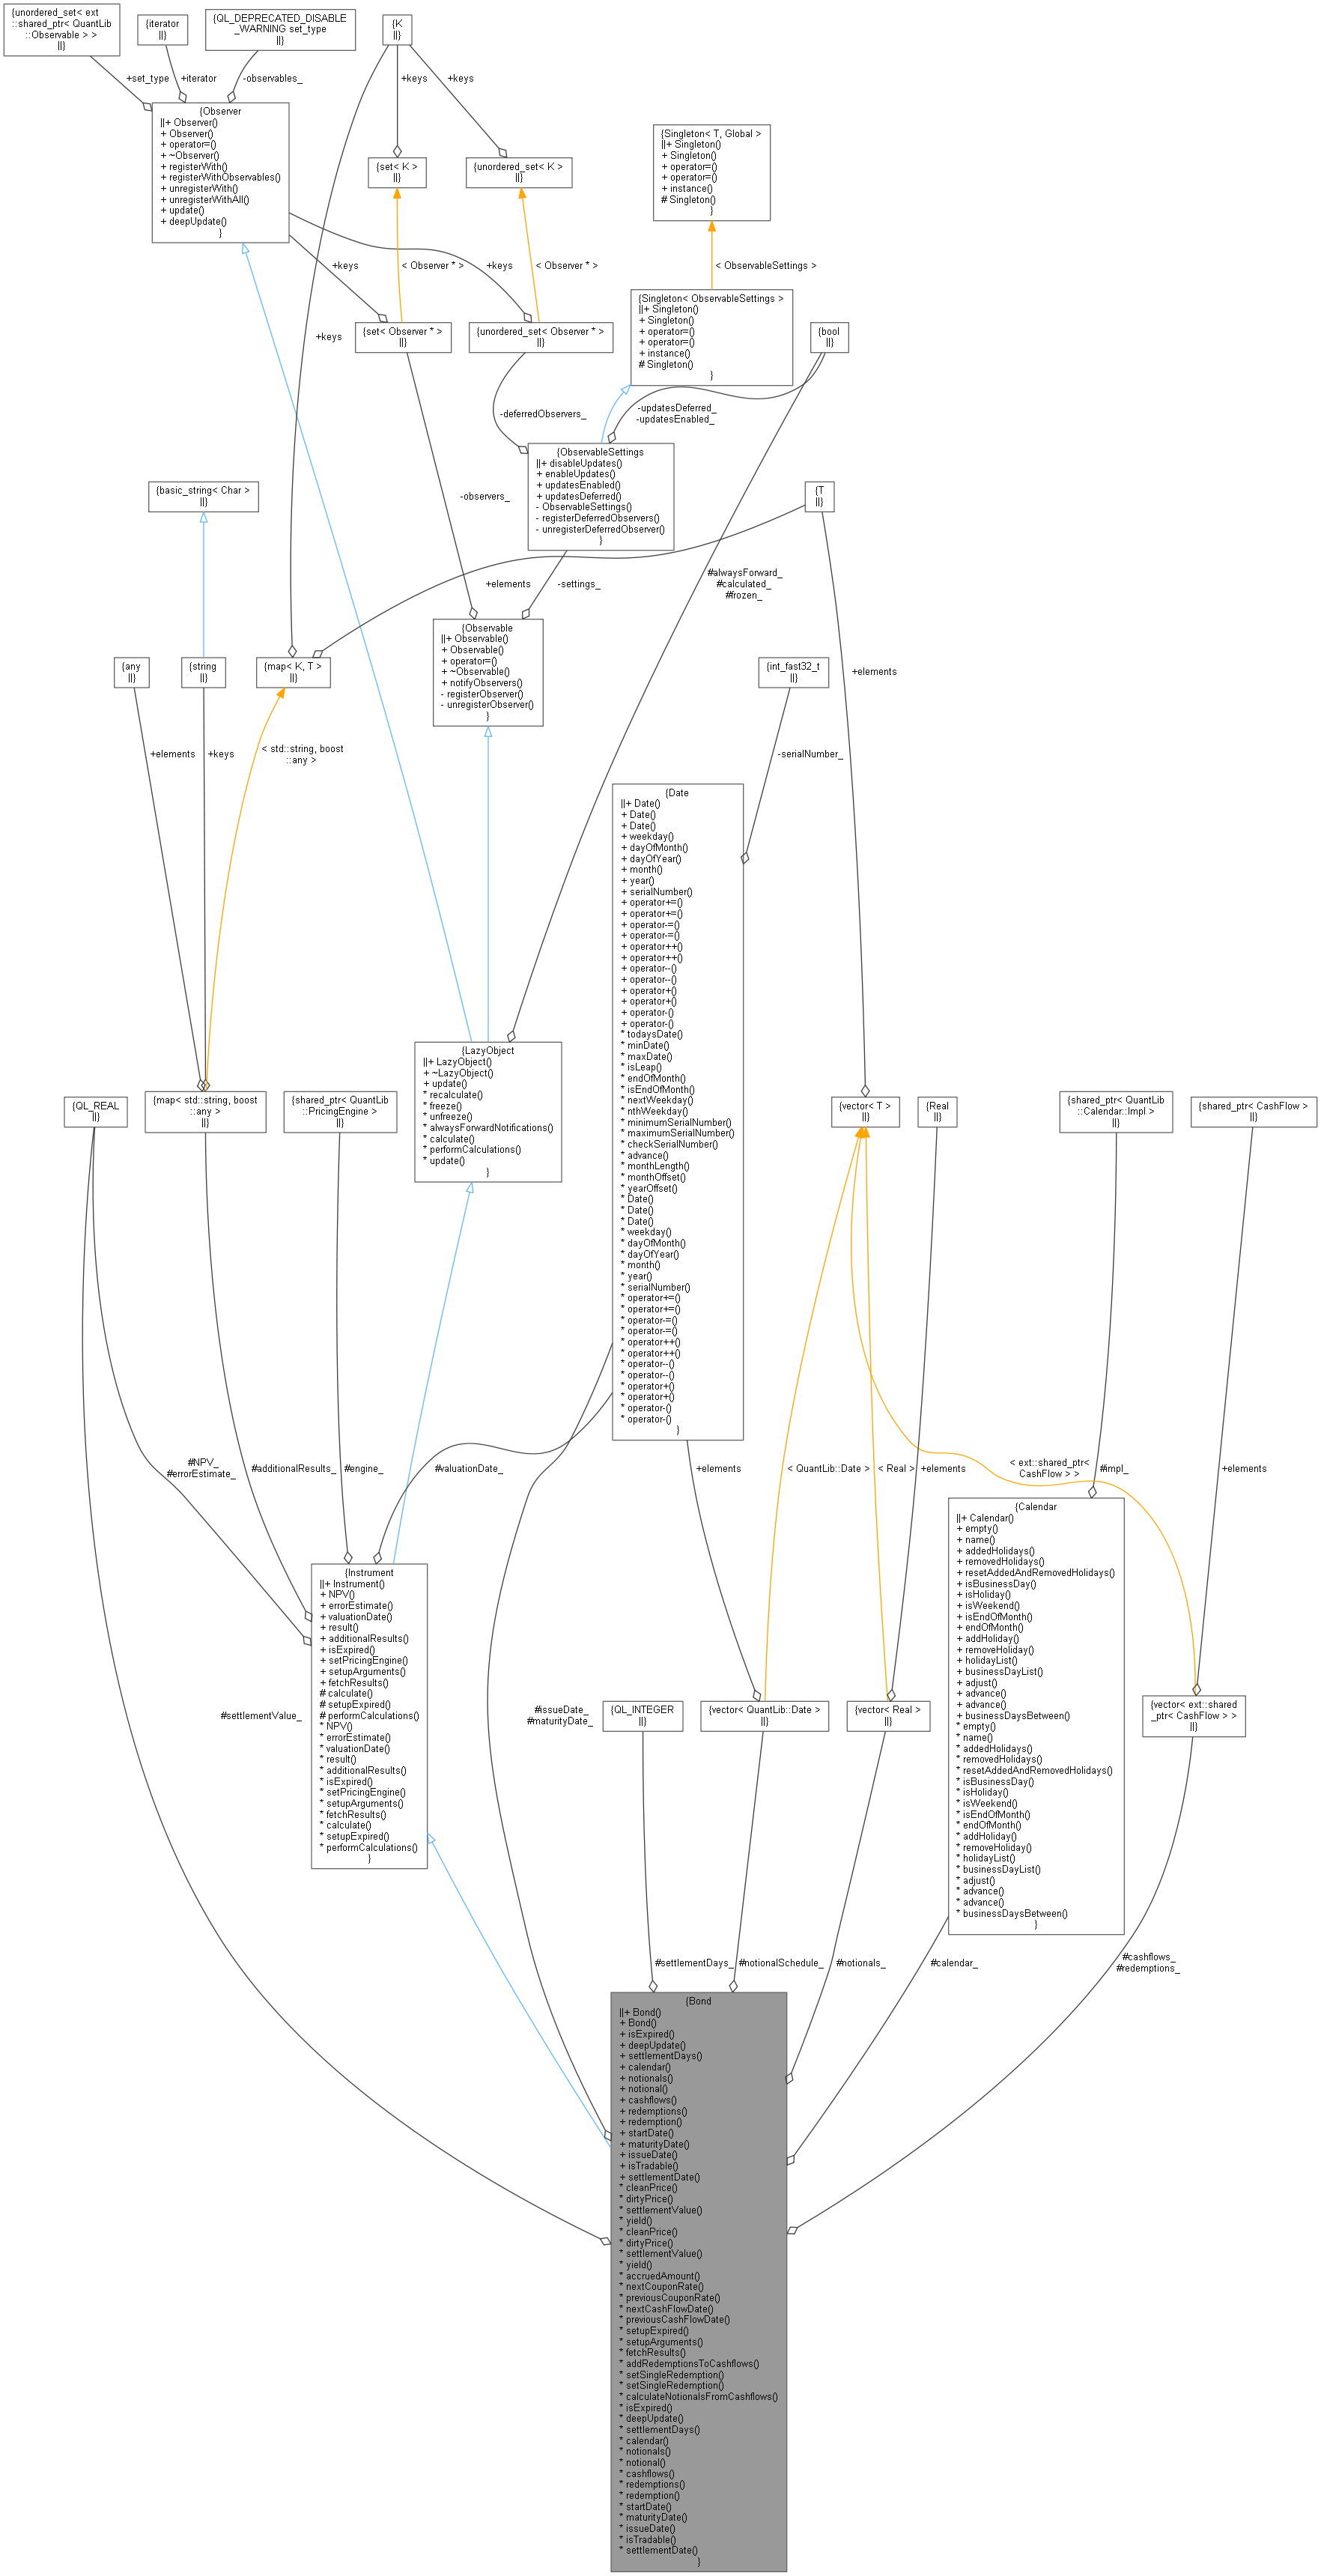 {unordered_set< ext
::shared_ptr< QuantLib
::Observable > >
||}
{iterator
||}
{QL_DEPRECATED_DISABLE
_WARNING set_type
||}
{K
||}
+set_type
+iterator
-observables_
+keys
+keys
{Observer
||+ Observer()
+ Observer()
+ operator=()
+ ~Observer()
+ registerWith()
+ registerWithObservables()
+ unregisterWith()
+ unregisterWithAll()
+ update()
+ deepUpdate()
}
{set< K >
||}
{unordered_set< K >
||}
{Singleton< T, Global >
||+ Singleton()
+ Singleton()
+ operator=()
+ operator=()
+ instance()
# Singleton()
}
+keys
< Observer * >
+keys
< Observer * >
< ObservableSettings >
+keys
{set< Observer * >
||}
{unordered_set< Observer * >
||}
{Singleton< ObservableSettings >
||+ Singleton()
+ Singleton()
+ operator=()
+ operator=()
+ instance()
# Singleton()
}
{bool
||}
-deferredObservers_
-updatesDeferred_
-updatesEnabled_
{ObservableSettings
||+ disableUpdates()
+ enableUpdates()
+ updatesEnabled()
+ updatesDeferred()
- ObservableSettings()
- registerDeferredObservers()
- unregisterDeferredObserver()
}
{basic_string< Char >
||}
-observers_
{T
||}
+elements
-settings_
#alwaysForward_
#calculated_
#frozen_
{Observable
||+ Observable()
+ Observable()
+ operator=()
+ ~Observable()
+ notifyObservers()
- registerObserver()
- unregisterObserver()
}
{any
||}
{string
||}
{map< K, T >
||}
{int_fast32_t
||}
+elements
+elements
+keys
< std::string, boost
::any >
-serialNumber_
{Date
||+ Date()
+ Date()
+ Date()
+ weekday()
+ dayOfMonth()
+ dayOfYear()
+ month()
+ year()
+ serialNumber()
+ operator+=()
+ operator+=()
+ operator-=()
+ operator-=()
+ operator++()
+ operator++()
+ operator--()
+ operator--()
+ operator+()
+ operator+()
+ operator-()
+ operator-()
* todaysDate()
* minDate()
* maxDate()
* isLeap()
* endOfMonth()
* isEndOfMonth()
* nextWeekday()
* nthWeekday()
* minimumSerialNumber()
* maximumSerialNumber()
* checkSerialNumber()
* advance()
* monthLength()
* monthOffset()
* yearOffset()
* Date()
* Date()
* Date()
* weekday()
* dayOfMonth()
* dayOfYear()
* month()
* year()
* serialNumber()
* operator+=()
* operator+=()
* operator-=()
* operator-=()
* operator++()
* operator++()
* operator--()
* operator--()
* operator+()
* operator+()
* operator-()
* operator-()
}
{LazyObject
||+ LazyObject()
+ ~LazyObject()
+ update()
* recalculate()
* freeze()
* unfreeze()
* alwaysForwardNotifications()
* calculate()
* performCalculations()
* update()
}
{QL_REAL
||}
{map< std::string, boost
::any >
||}
{shared_ptr< QuantLib
::PricingEngine >
||}
{vector< T >
||}
{Real
||}
{shared_ptr< QuantLib
::Calendar::Impl >
||}
{shared_ptr< CashFlow >
||}
#NPV_
#errorEstimate_
#additionalResults_
#engine_
#valuationDate_
+elements
< QuantLib::Date >
< Real >
+elements
< ext::shared_ptr<
CashFlow > >
#impl_
+elements
{Instrument
||+ Instrument()
+ NPV()
+ errorEstimate()
+ valuationDate()
+ result()
+ additionalResults()
+ isExpired()
+ setPricingEngine()
+ setupArguments()
+ fetchResults()
# calculate()
# setupExpired()
# performCalculations()
* NPV()
* errorEstimate()
* valuationDate()
* result()
* additionalResults()
* isExpired()
* setPricingEngine()
* setupArguments()
* fetchResults()
* calculate()
* setupExpired()
* performCalculations()
}
{Calendar
||+ Calendar()
+ empty()
+ name()
+ addedHolidays()
+ removedHolidays()
+ resetAddedAndRemovedHolidays()
+ isBusinessDay()
+ isHoliday()
+ isWeekend()
+ isEndOfMonth()
+ endOfMonth()
+ addHoliday()
+ removeHoliday()
+ holidayList()
+ businessDayList()
+ adjust()
+ advance()
+ advance()
+ businessDaysBetween()
* empty()
* name()
* addedHolidays()
* removedHolidays()
* resetAddedAndRemovedHolidays()
* isBusinessDay()
* isHoliday()
* isWeekend()
* isEndOfMonth()
* endOfMonth()
* addHoliday()
* removeHoliday()
* holidayList()
* businessDayList()
* adjust()
* advance()
* advance()
* businessDaysBetween()
}
#settlementValue_
#issueDate_
#maturityDate_
{QL_INTEGER
||}
{vector< QuantLib::Date >
||}
{vector< Real >
||}
{vector< ext::shared
_ptr< CashFlow > >
||}
#settlementDays_
#notionalSchedule_
#notionals_
#calendar_
#cashflows_
#redemptions_
{Bond
||+ Bond()
+ Bond()
+ isExpired()
+ deepUpdate()
+ settlementDays()
+ calendar()
+ notionals()
+ notional()
+ cashflows()
+ redemptions()
+ redemption()
+ startDate()
+ maturityDate()
+ issueDate()
+ isTradable()
+ settlementDate()
* cleanPrice()
* dirtyPrice()
* settlementValue()
* yield()
* cleanPrice()
* dirtyPrice()
* settlementValue()
* yield()
* accruedAmount()
* nextCouponRate()
* previousCouponRate()
* nextCashFlowDate()
* previousCashFlowDate()
* setupExpired()
* setupArguments()
* fetchResults()
* addRedemptionsToCashflows()
* setSingleRedemption()
* setSingleRedemption()
* calculateNotionalsFromCashflows()
* isExpired()
* deepUpdate()
* settlementDays()
* calendar()
* notionals()
* notional()
* cashflows()
* redemptions()
* redemption()
* startDate()
* maturityDate()
* issueDate()
* isTradable()
* settlementDate()
}